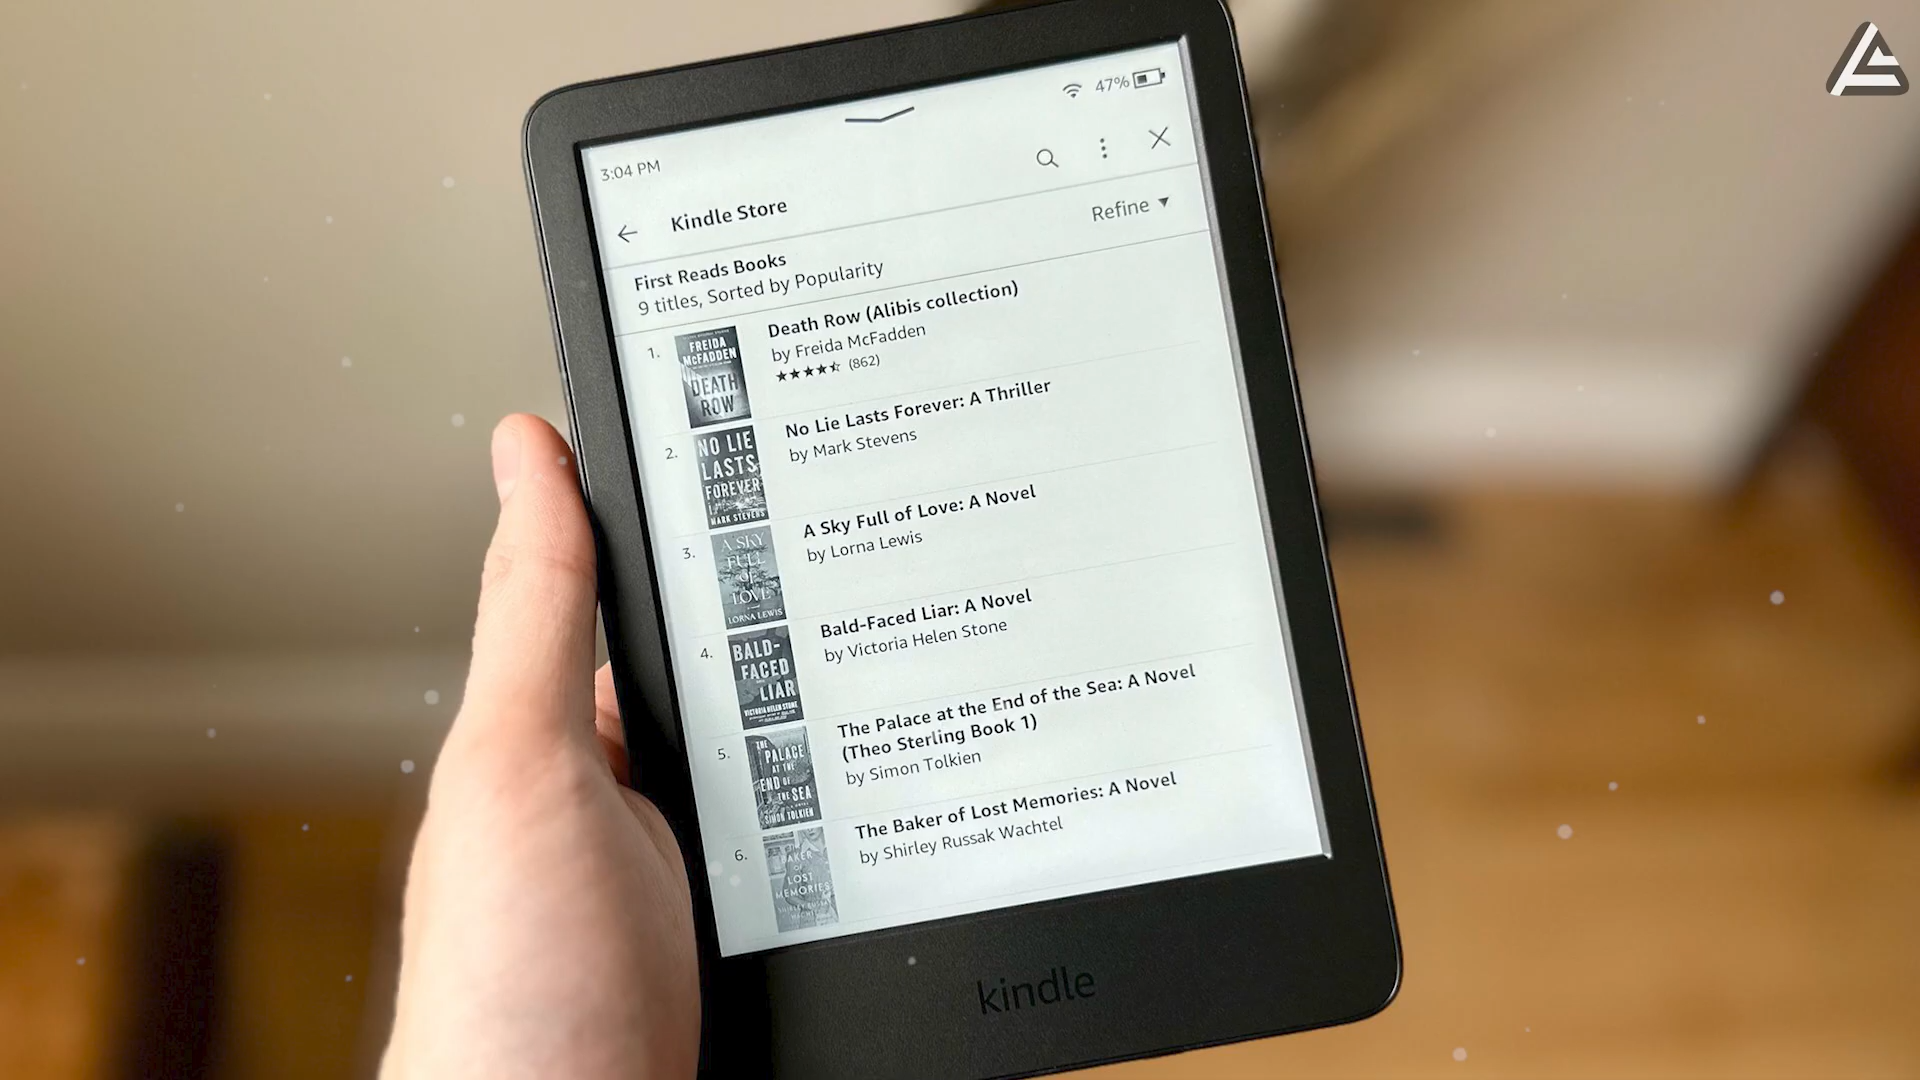 47%
3:04 PM
Kindle Store
Refine
First Reads Books
9 titles, Sorted by Popularity
1.
FREIDA
McFADDEN
DEATH
ROW
Death Row (Alibis collection)
by Freida McFadden
(862)
2.
NO LIE
LASTS
FOREVER
MARK STEVENS
No Lie Lasts Forever: A Thriller
by Mark Stevens
3.
A SKY
FULL
OF
LOVE
LORNA LEWIS
A Sky Full of Love: A Novel
by Lorna Lewis
4.
BALD-
FACED
LIAR
VICTORIA HELEN STONE
Bald-Faced Liar: A Novel
by Victoria Helen Stone
5.
THE
PALACE
AT THE
END OF
THE SEA
SIMON TOLKIEN
The Palace at the End of the Sea: A Novel
(Theo Sterling Book 1)
by Simon Tolkien
6.
BAKER
OF
LOST
MEMORIES
The Baker of Lost Memories: A Novel
by Shirley Russak Wachtel
kindle